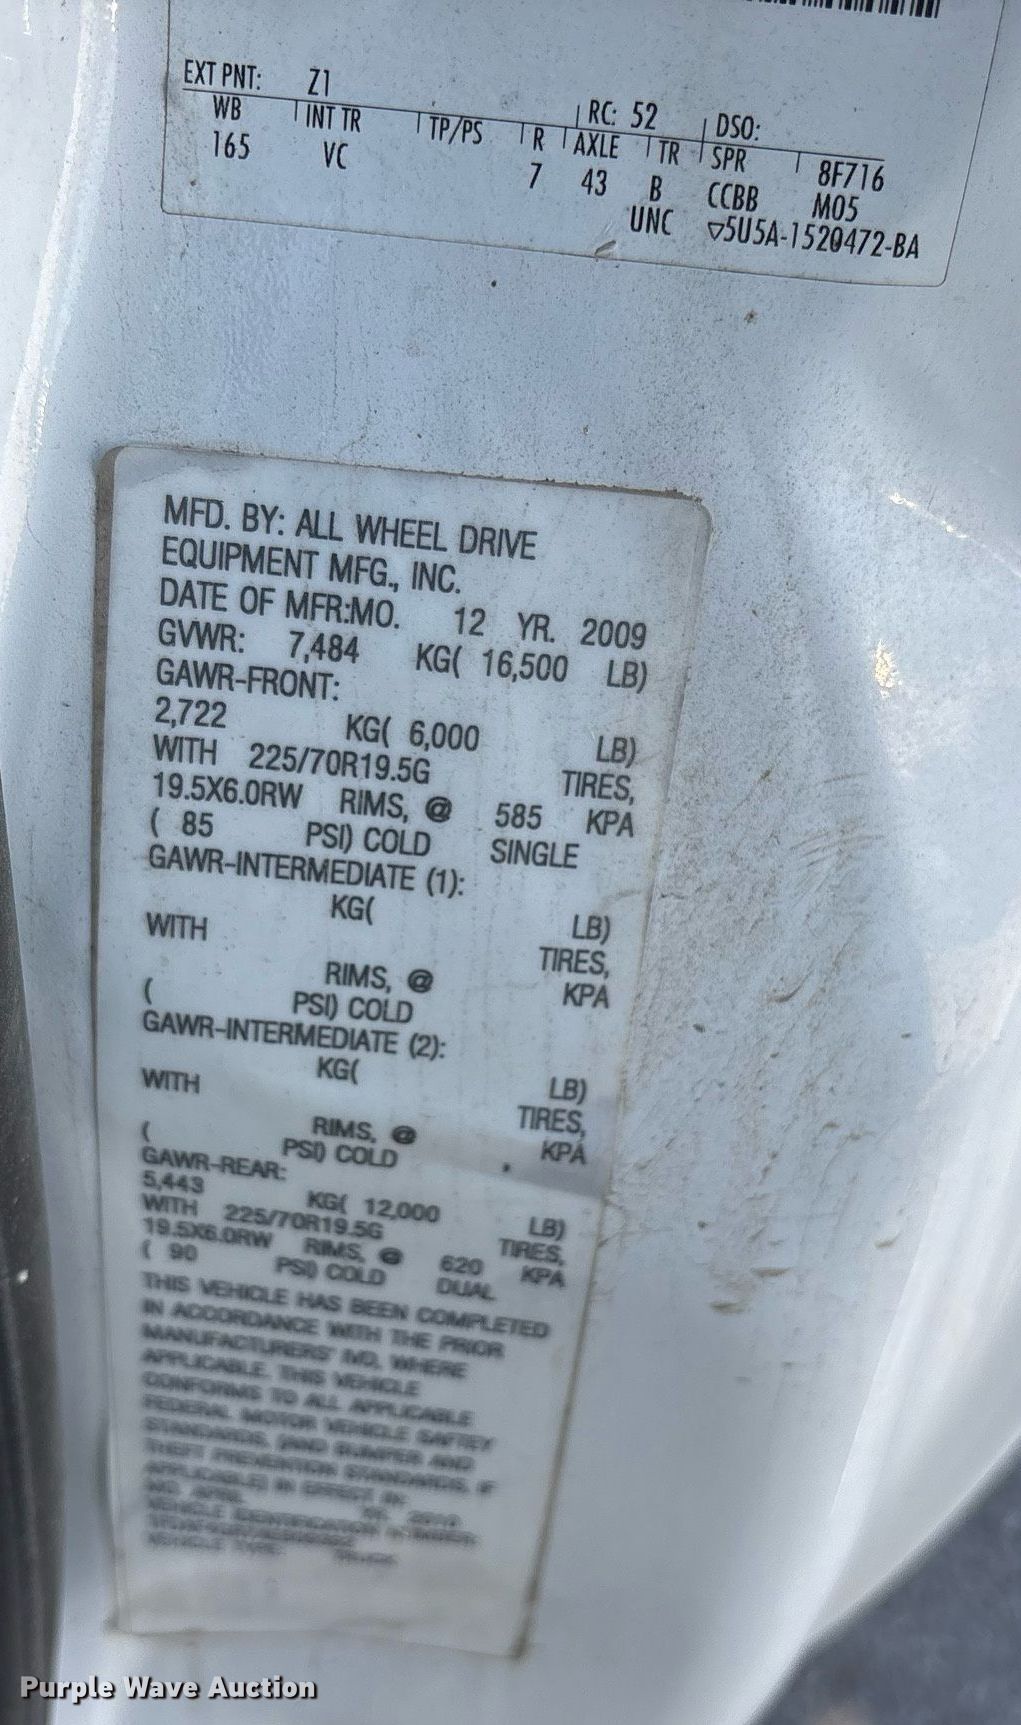 EXT PNT: Z1 RC: 52 DSO:
WB INT TR TP/PS R AXLE TR SPR 8F716
165 VC 7 43 B CCBB M05
UNC ▽5U5A-1520472-BA
MFD. BY: ALL WHEEL DRIVE
EQUIPMENT MFG., INC.
DATE OF MFR:MO. 12 YR. 2009
GVWR: 7,484 KG( 16,500 LB)
GAWR-FRONT:
2,722 KG( 6,000 LB)
WITH 225/70R19.5G TIRES,
19.5X6.0RW RIMS, @ 585 KPA
( 85 PSI) COLD SINGLE
GAWR-INTERMEDIATE (1):
KG( LB)
WITH TIRES,
RIMS, @ KPA
( PSI) COLD
GAWR-INTERMEDIATE (2):
KG( LB)
WITH TIRES,
RIMS, @ KPA
( PSI) COLD
GAWR-REAR:
5,443 KG( 12,000 LB)
WITH 225/70R19.5G TIRES,
19.5X6.0RW RIMS, @ 620 KPA
( 90 PSI) COLD DUAL
THIS VEHICLE HAS BEEN COMPLETED
IN ACCORDANCE WITH THE PRIOR
MANUFACTURERS' IVD, WHERE
APPLICABLE. THIS VEHICLE
CONFORMS TO ALL APPLICABLE
FEDERAL MOTOR VEHICLE SAFTEY
STANDARDS, [AND BUMPER AND
THEFT PREVENTION STANDARDS, IF
APPLICABLE] IN EFFECT IN:
VEHICLE IDENTIFICATION
VEHICLE TYPE:
Purple Wave Auction